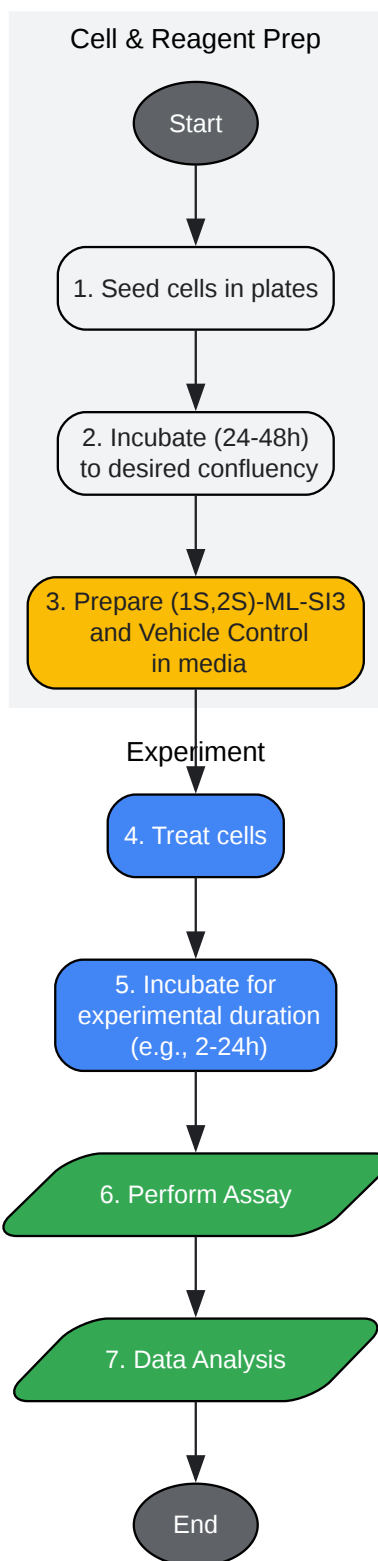 Cell & Reagent Prep
Start
1. Seed cells in plates
2. Incubate (24-48h)
to desired confluency
3. Prepare (1S,2S)-ML-SI3
and Vehicle Control
in media
Experiment
4. Treat cells
5. Incubate for
experimental duration
(e.g., 2-24h)
6. Perform Assay
7. Data Analysis
End